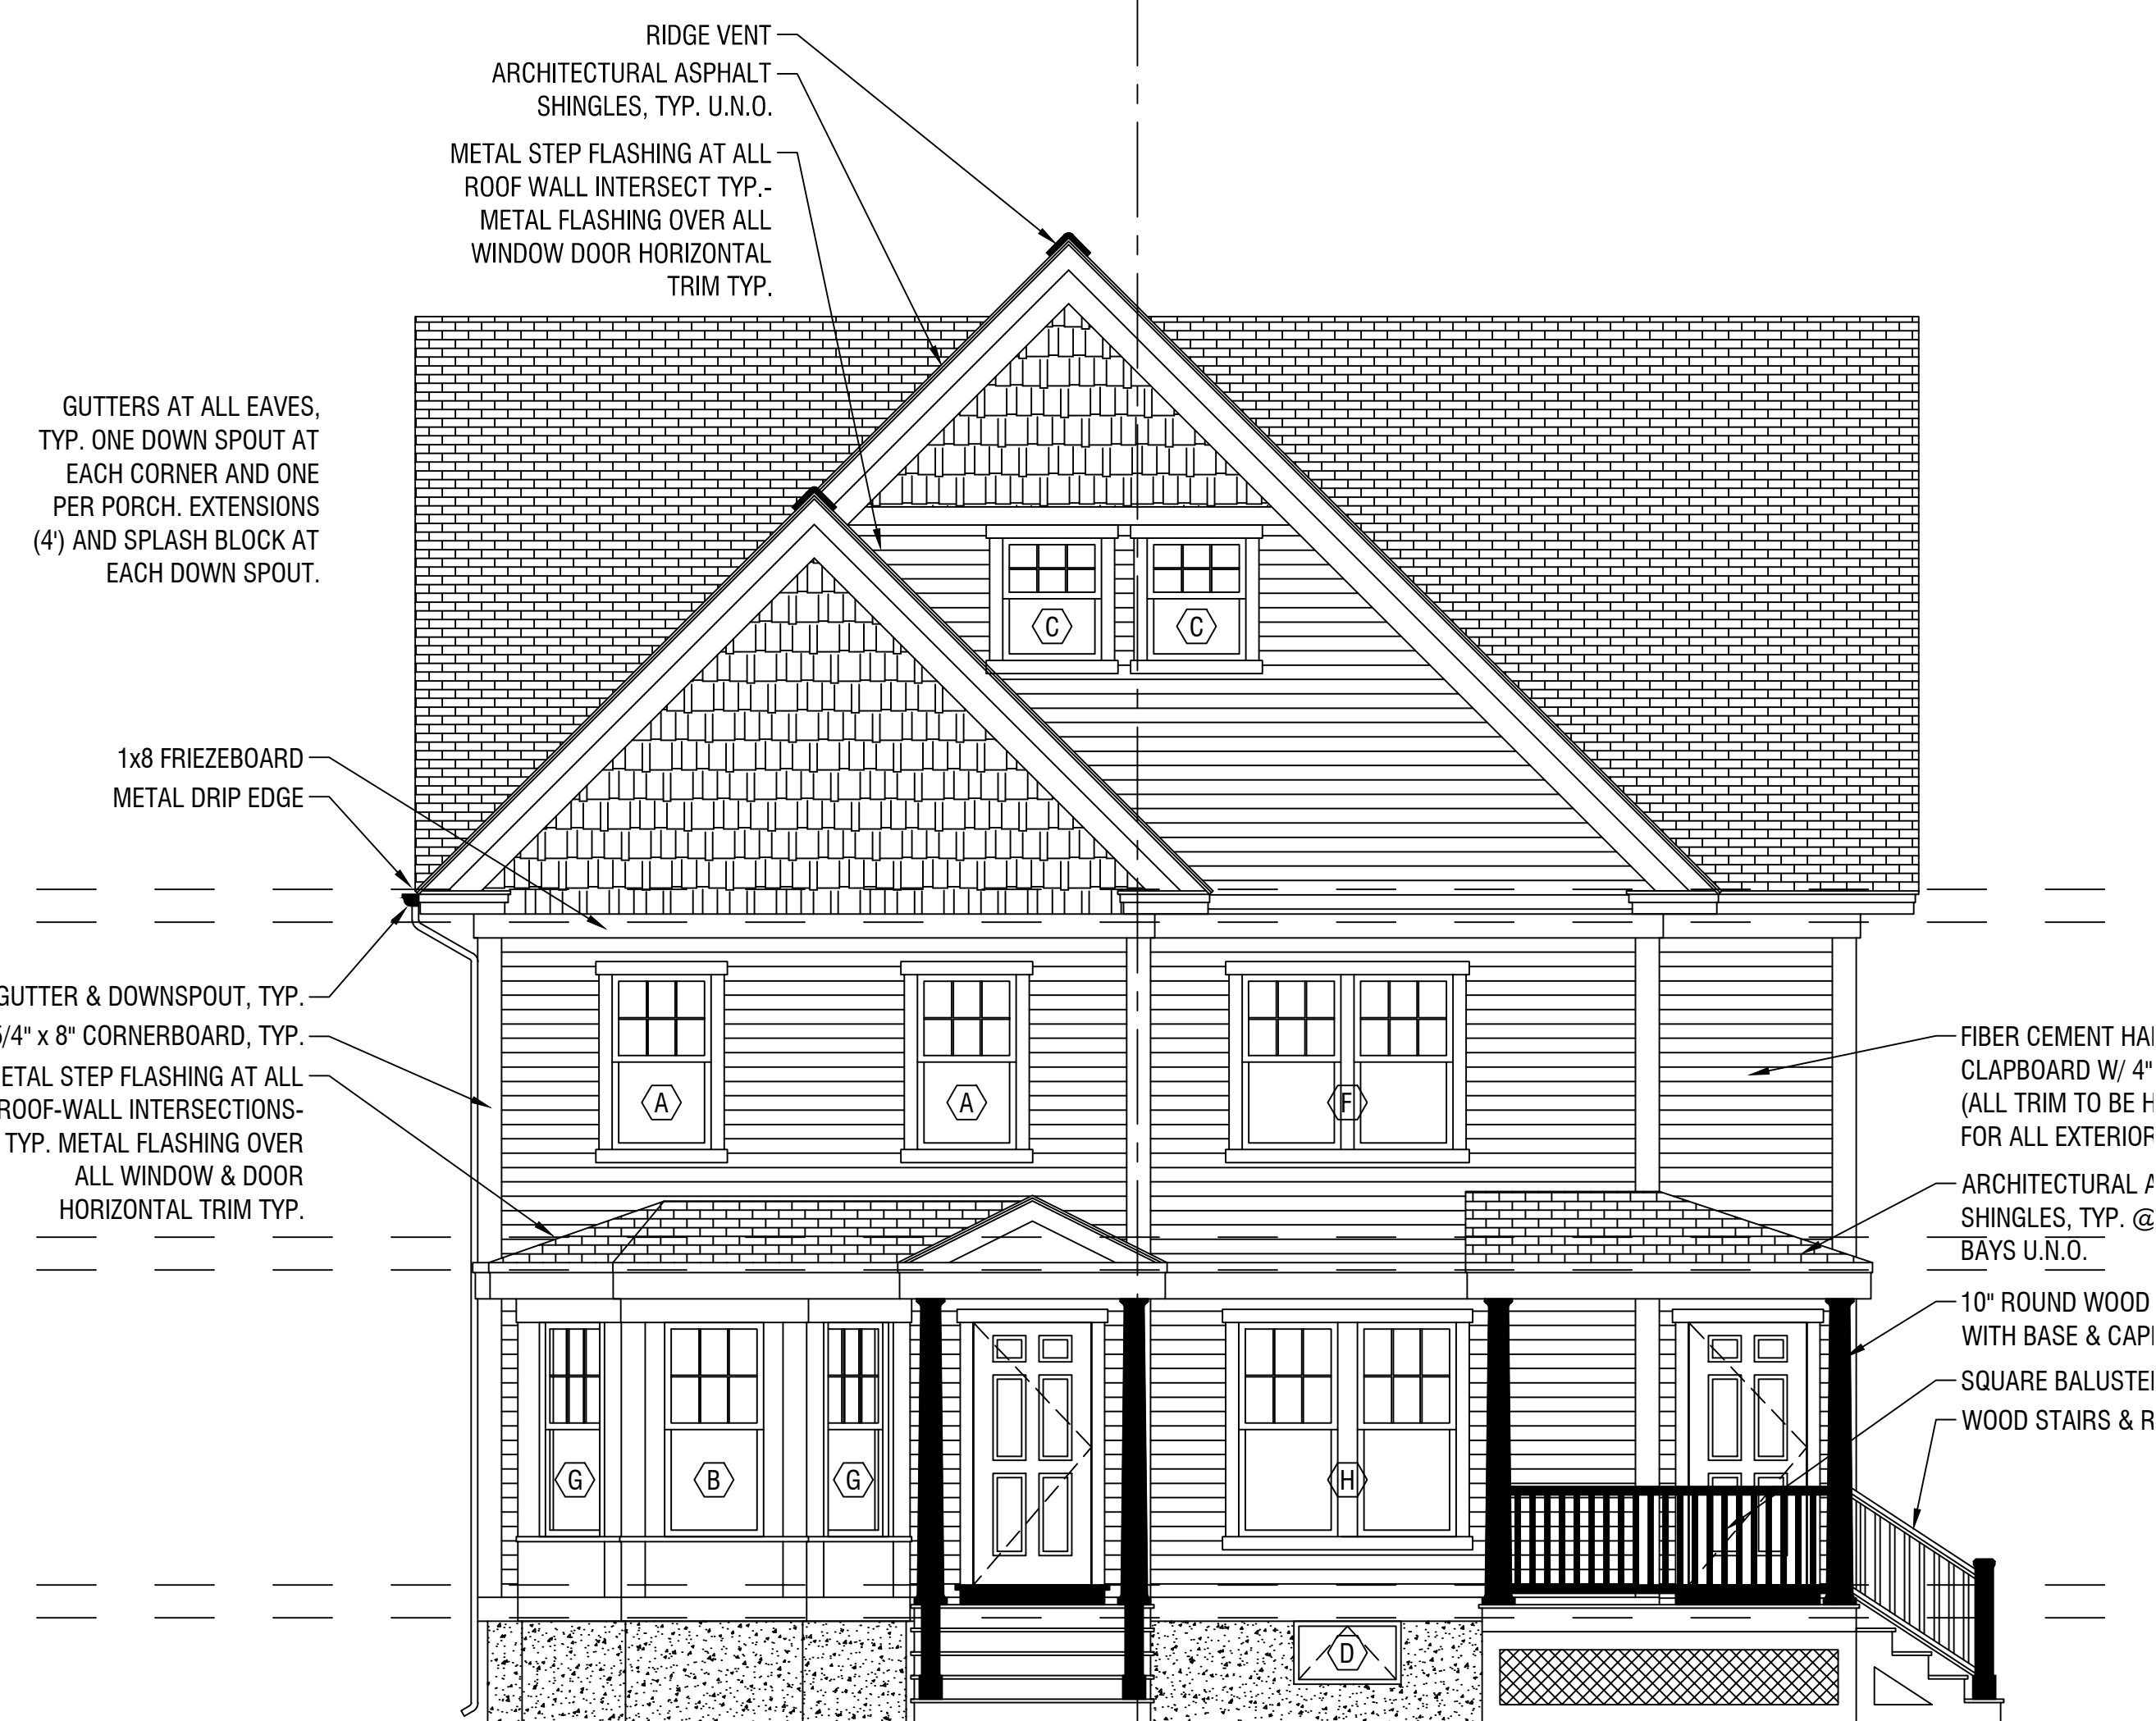 RIDGE VENT
ARCHITECTURAL ASPHALT
SHINGLES, TYP. U.N.O.
METAL STEP FLASHING AT ALL
ROOF WALL INTERSECT TYP.-
METAL FLASHING OVER ALL
WINDOW DOOR HORIZONTAL
TRIM TYP.
GUTTERS AT ALL EAVES,
TYP. ONE DOWN SPOUT AT
EACH CORNER AND ONE
PER PORCH. EXTENSIONS
(4') AND SPLASH BLOCK AT
EACH DOWN SPOUT.
C
C
1x8 FRIEZEBOARD
METAL DRIP EDGE
GUTTER & DOWNSPOUT, TYP.
5/4" x 8" CORNERBOARD, TYP.
ETAL STEP FLASHING AT ALL
ROOF-WALL INTERSECTIONS-
TYP. METAL FLASHING OVER
ALL WINDOW & DOOR
HORIZONTAL TRIM TYP.
A
A
F
FIBER CEMENT
CLAPBOARD W/ 4"
(ALL TRIM TO BE
FOR ALL EXTERIOR
ARCHITECTURAL A
SHINGLES, TYP. @
BAYS U.N.O.
10" ROUND WOOD
WITH BASE &
SQUARE
WOOD STAIRS & R
G
B
G
H
D